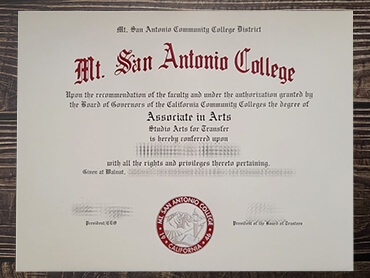 Mt. San Antonio Community College District
Mt. San Antonio College
Upon the recommendation of the faculty and under the authorization granted by
the Board of Governors of the California Community Colleges the degree of
Associate in Arts
Studio Arts for Transfer
is hereby conferred upon
with all the rights and privileges thereto pertaining.
Given at Walnut,
MT. SAN ANTONIO COLLEGE
19 46
CALIFORNIA
President/CEO
President of the Board of Trustees